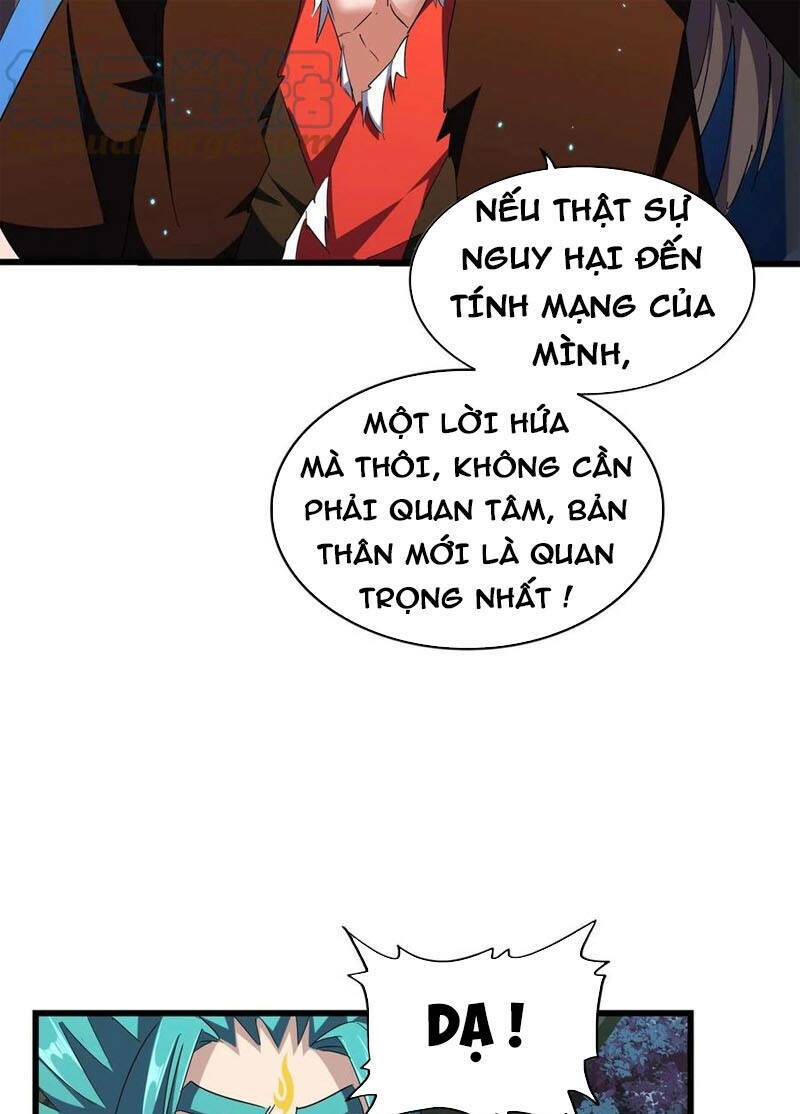 NẾU THẬT SỰ
NGUY HẠI ĐẾN
TÍNH MẠNG CỦA
MÌNH,
MỘT LỜI HỨA
MÀ THÔI, KHÔNG CẦN
PHẢI QUAN TÂM, BẢN
THÂN MỚI LÀ QUAN
TRỌNG NHẤT !
DẠ !